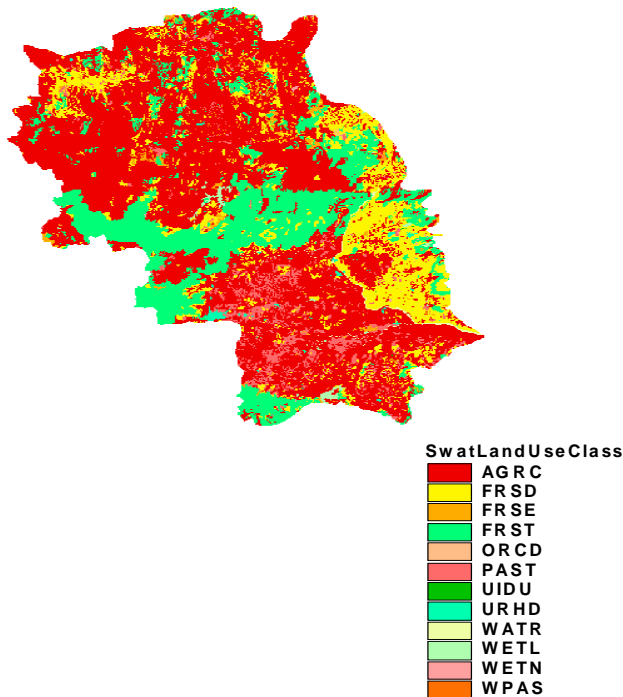 SwatLandUseClass
AGRC
FRSD
FRSE
FRST
ORCD
PAST
UIDU
URHD
WATR
WETL
WETN
WPAS